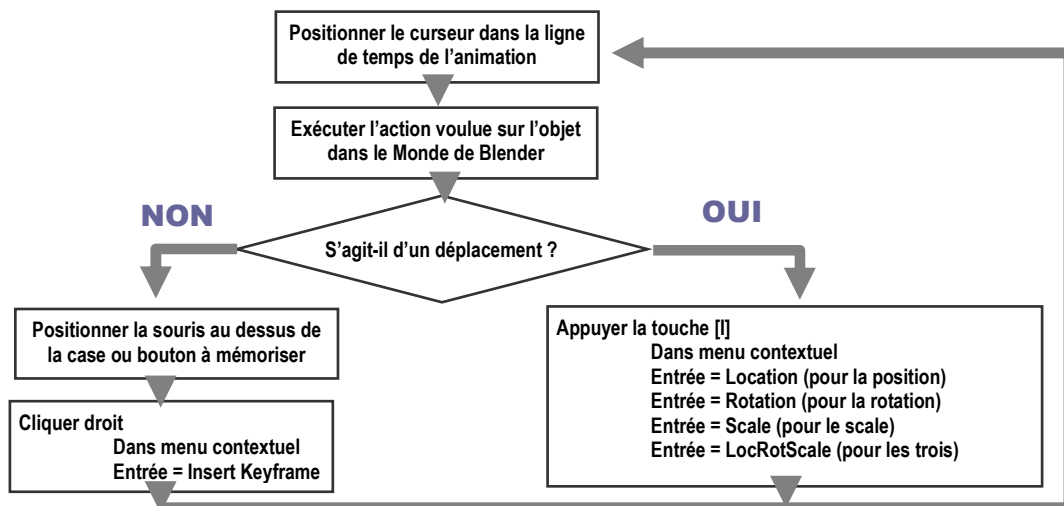 Positionner le curseur dans la ligne
de temps de l’animation
Exécuter l’action voulue sur l’objet
dans le Monde de Blender
NON
OUI
S’agit-il d’un déplacement ?
Positionner la souris au dessus de
la case ou bouton à mémoriser
Cliquer droit
Dans menu contextuel
Entrée = Insert Keyframe
Appuyer la touche [I]
Dans menu contextuel
Entrée = Location (pour la position)
Entrée = Rotation (pour la rotation)
Entrée = Scale (pour le scale)
Entrée = LocRotScale (pour les trois)